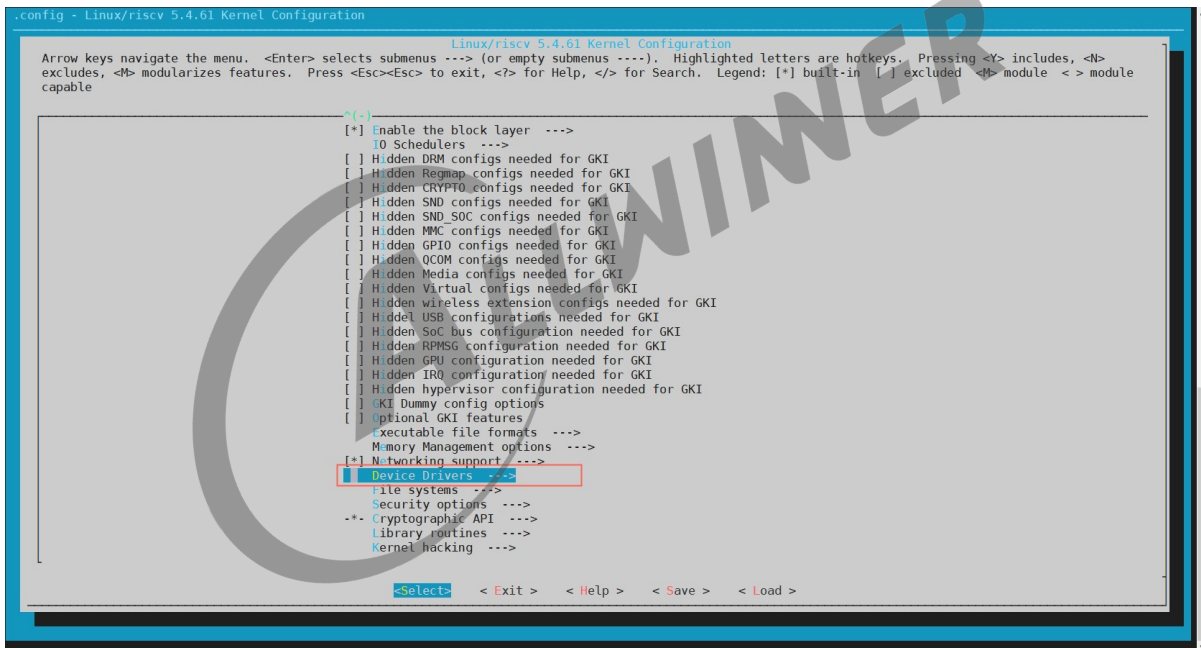 .config - Linux/riscv 5.4.61 Kernel Configuration
Linux/riscv 5.4.61 Kernel Configuration
Arrow keys navigate the menu.  <Enter> selects submenus ---> (or empty submenus ----).  Highlighted letters are hotkeys.  Pressing <Y> includes, <N>
excludes, <M> modularizes features.  Press <Esc><Esc> to exit, <?> for Help, </> for Search.  Legend: [*] built-in  [ ] excluded  <M> module  < > module
capable
^(-)
[*] Enable the block layer  --->
IO Schedulers  --->
[ ] Hidden DRM configs needed for GKI
[ ] Hidden Regmap configs needed for GKI
[ ] Hidden CRYPTO configs needed for GKI
[ ] Hidden SND configs needed for GKI
[ ] Hidden SND_SOC configs needed for GKI
[ ] Hidden MMC configs needed for GKI
[ ] Hidden GPIO configs needed for GKI
[ ] Hidden QCOM configs needed for GKI
[ ] Hidden Media configs needed for GKI
[ ] Hidden Virtual configs needed for GKI
[ ] Hidden wireless extension configs needed for GKI
[ ] Hiddel USB configurations needed for GKI
[ ] Hidden SoC bus configuration needed for GKI
[ ] Hidden RPMSG configuration needed for GKI
[ ] Hidden GPU configuration needed for GKI
[ ] Hidden IRQ configuration needed for GKI
[ ] Hidden hypervisor configuration needed for GKI
[ ] GKI Dummy config options
[ ] Optional GKI features
Executable file formats  --->
Memory Management options  --->
[*] Networking support  --->
Device Drivers  --->
File systems  --->
Security options  --->
-*- Cryptographic API  --->
Library routines  --->
Kernel hacking  --->
<Select>    < Exit >    < Help >    < Save >    < Load >
ALLWINNER